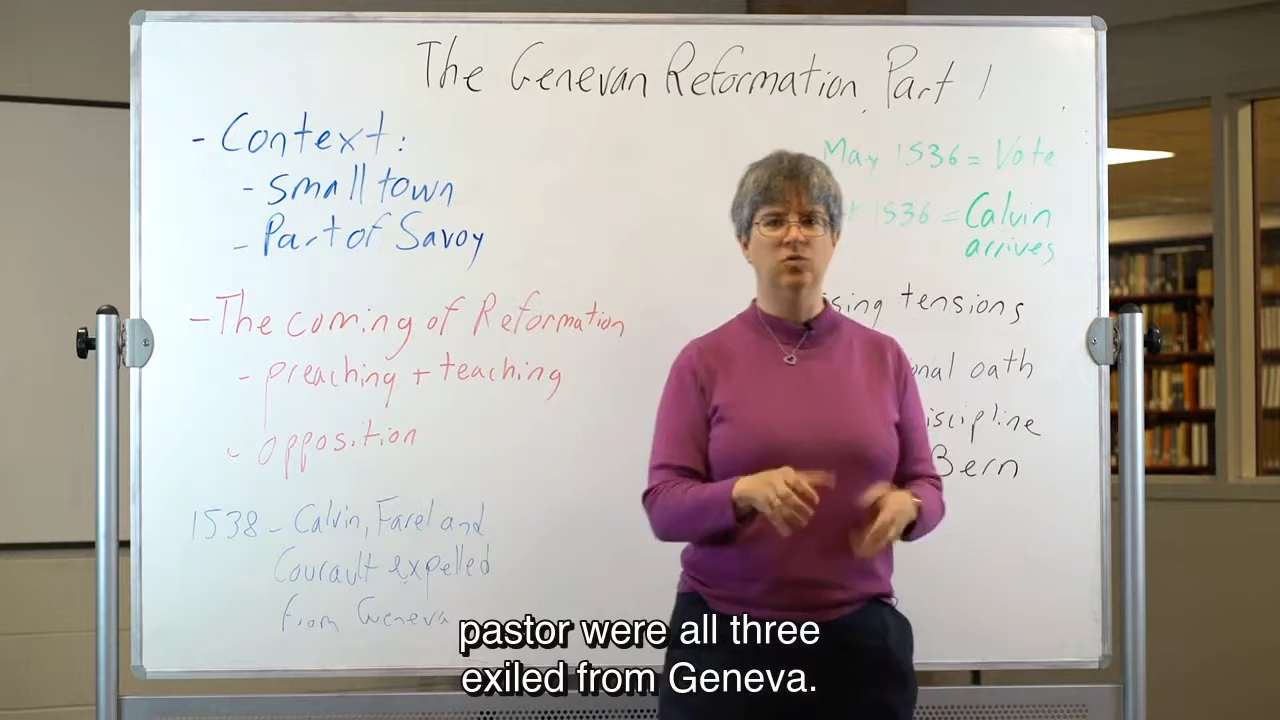 The Genevan Reformation Part 1
- Context:
- small town
- Part of Savoy
- The coming of Reformation
- preaching + teaching
- opposition
1538 - Calvin, Farel and
Courault expelled
from Geneva
May 1536 = Vote
1536 = Calvin
arrives
tensions
oath
Bern
pastor were all three
exiled from Geneva.